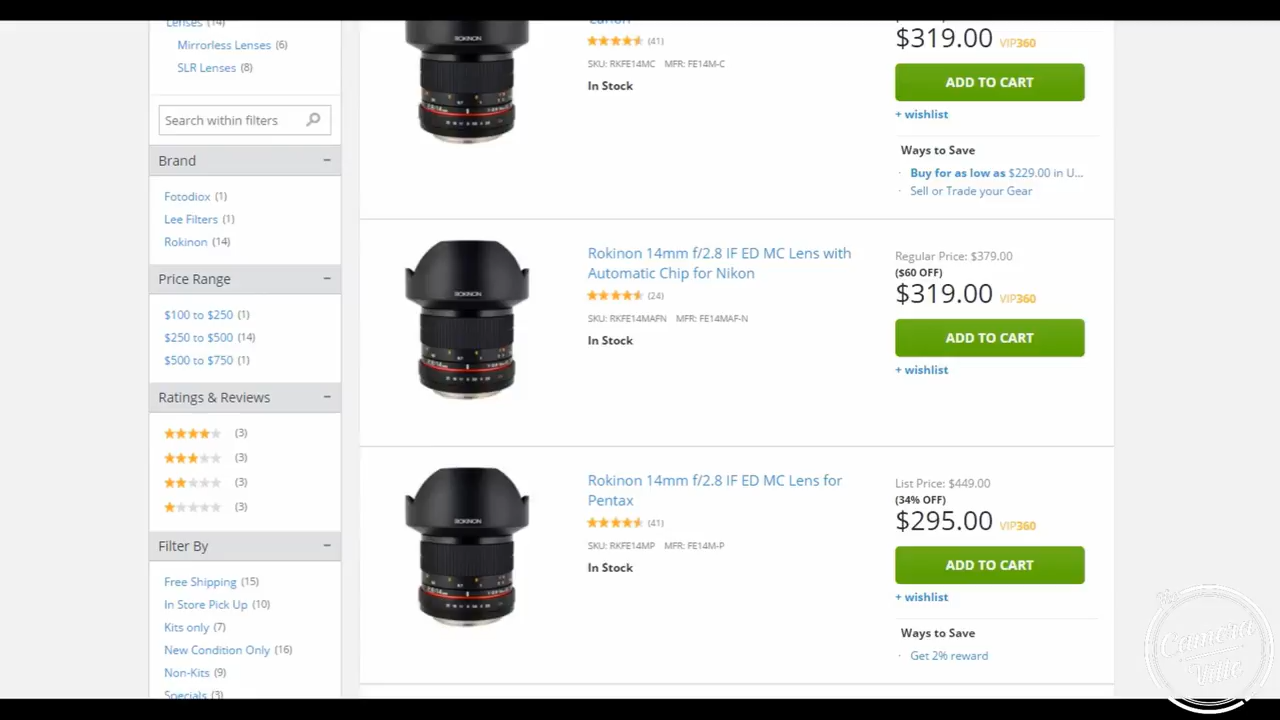 Lenses (14)
Mirrorless Lenses (6)
SLR Lenses (8)
Search within filters
Brand
Fotodiox (1)
Lee Filters (1)
Rokinon (14)
Price Range
$100 to $250 (1)
$250 to $500 (14)
$500 to $750 (1)
Ratings & Reviews
(3)
(3)
(3)
(3)
Filter By
Free Shipping (15)
In Store Pick Up (10)
Kits only (7)
New Condition Only (16)
Non-Kits (9)
Specials (3)
ROKINON
Canon
(41)
SKU: RKFE14MC MFR: FE14M-C
In Stock
$319.00 VIP360
ADD TO CART
+ wishlist
Ways to Save
· Buy for as low as $229.00 in U...
· Sell or Trade your Gear
ROKINON
Rokinon 14mm f/2.8 IF ED MC Lens with
Automatic Chip for Nikon
(24)
SKU: RKFE14MAFN MFR: FE14MAF-N
In Stock
Regular Price: $379.00
($60 OFF)
$319.00 VIP360
ADD TO CART
+ wishlist
ROKINON
Rokinon 14mm f/2.8 IF ED MC Lens for
Pentax
(41)
SKU: RKFE14MP MFR: FE14M-P
In Stock
List Price: $449.00
(34% OFF)
$295.00 VIP360
ADD TO CART
+ wishlist
Ways to Save
· Get 2% reward
Camera
Ville